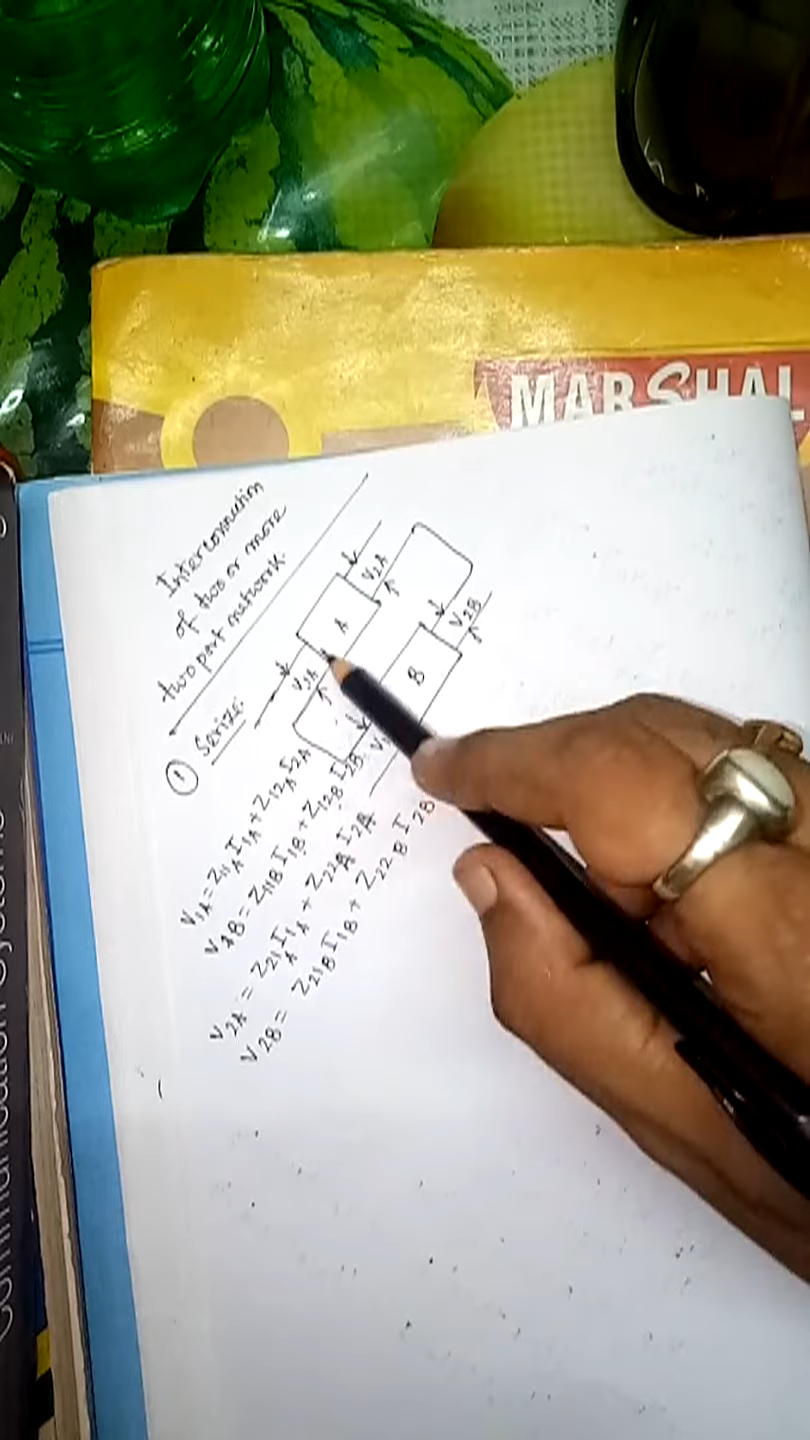 MARSHAL
Interconnection
of two or more
two port network.
① Serize:
V2A
A
V1A
V2B
B
V1A = Z11A I1A + Z12A I2A
V1B = Z11B I1B + Z12B I2B
V2A = Z21A I1A + Z22A I2A
V2B = Z21B I1B + Z22B I2B